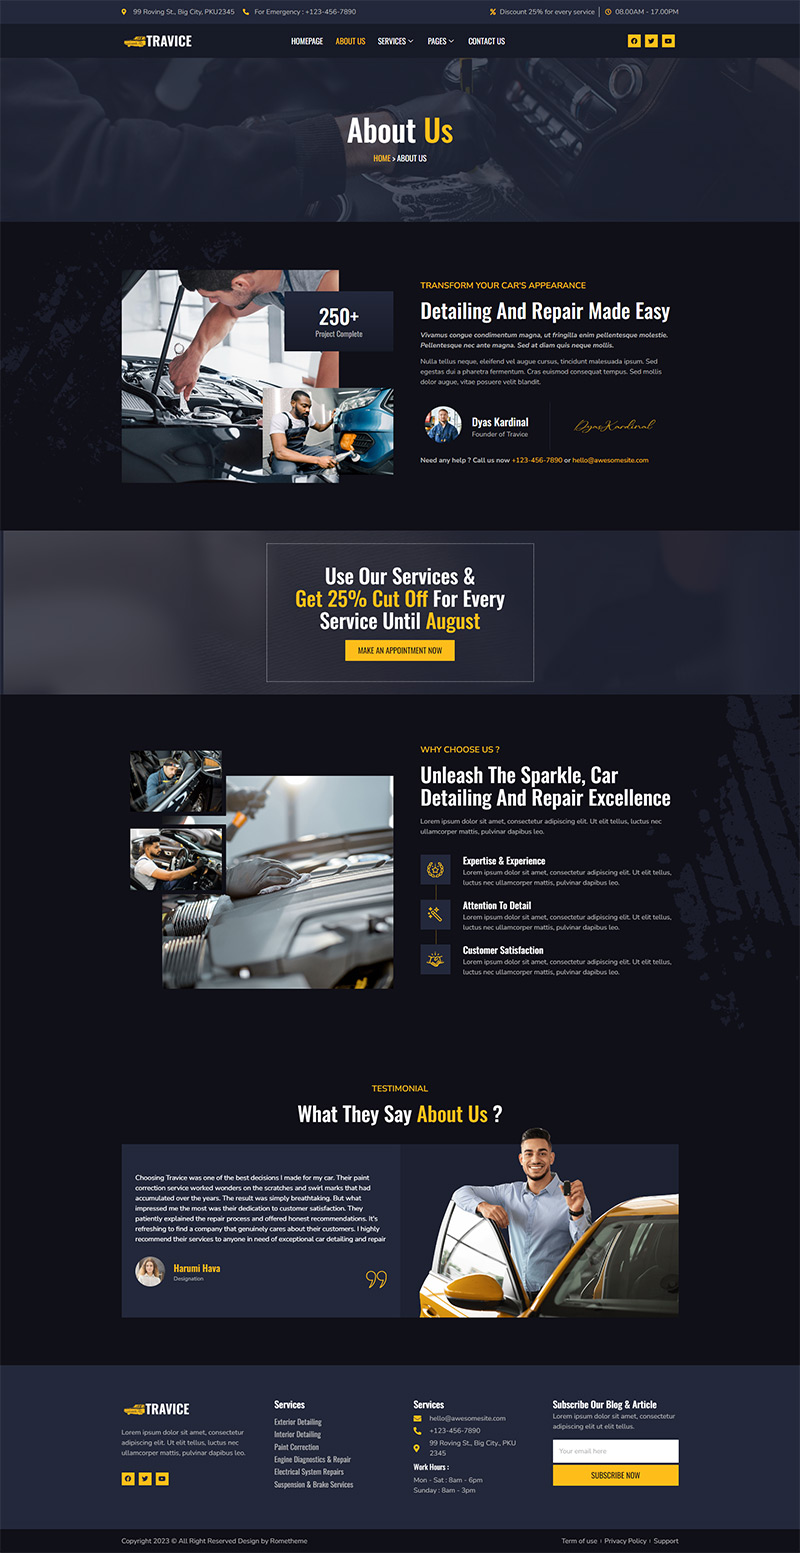 99 Roving St., Big City, PKU2345
For Emergency : +123-456-7890
Discount 25% for every service
08.00AM - 17.00PM
TRAVICE
HOMEPAGE
ABOUT US
SERVICES
PAGES
CONTACT US
About Us
HOME > ABOUT US
250+
Project Complete
TRANSFORM YOUR CAR'S APPEARANCE
Detailing And Repair Made Easy
Vivamus congue condimentum magna, ut fringilla enim pellentesque molestie.
Pellentesque nec ante magna. Sed at diam quis neque mollis.
Nulla tellus neque, eleifend vel augue cursus, tincidunt malesuada ipsum. Sed
egestas dui a pharetra fermentum. Cras euismod consequat tempus. Sed mollis
dolor augue, vitae posuere velit blandit.
Dyas Kardinal
Founder of Travice
DyasKardinal
Need any help ? Call us now +123-456-7890 or hello@awesomesite.com
Use Our Services &
Get 25% Cut Off For Every
Service Until August
MAKE AN APPOINTMENT NOW
WHY CHOOSE US ?
Unleash The Sparkle, Car
Detailing And Repair Excellence
Lorem ipsum dolor sit amet, consectetur adipiscing elit. Ut elit tellus, luctus nec
ullamcorper mattis, pulvinar dapibus leo.
Expertise & Experience
Lorem ipsum dolor sit amet, consectetur adipiscing elit. Ut elit tellus,
luctus nec ullamcorper mattis, pulvinar dapibus leo.
Attention To Detail
Lorem ipsum dolor sit amet, consectetur adipiscing elit. Ut elit tellus,
luctus nec ullamcorper mattis, pulvinar dapibus leo.
Customer Satisfaction
Lorem ipsum dolor sit amet, consectetur adipiscing elit. Ut elit tellus,
luctus nec ullamcorper mattis, pulvinar dapibus leo.
TESTIMONIAL
What They Say About Us ?
Choosing Travice was one of the best decisions I made for my car. Their paint
correction service worked wonders on the scratches and swirl marks that had
accumulated over the years. The result was simply breathtaking. But what
impressed me the most was their dedication to customer satisfaction. They
patiently explained the repair process and offered honest recommendations. It's
refreshing to find a company that genuinely cares about their customers. I highly
recommend their services to anyone in need of exceptional car detailing and repair
Harumi Hava
Designation
TRAVICE
Lorem ipsum dolor sit amet, consectetur
adipiscing elit. Ut elit tellus, luctus nec
ullamcorper mattis, pulvinar dapibus leo.
Services
Exterior Detailing
Interior Detailing
Paint Correction
Engine Diagnostics & Repair
Electrical System Repairs
Suspension & Brake Services
Services
hello@awesomesite.com
+123-456-7890
99 Roving St., Big City,, PKU
2345
Work Hours :
Mon - Sat : 8am - 6pm
Sunday : 8am - 3pm
Subscribe Our Blog & Article
Lorem ipsum dolor sit amet, consectetur
adipiscing elit. Ut elit tellus.
Your email here
SUBSCRIBE NOW
Copyright 2023 © All Right Reserved Design by Rometheme
Term of use
Privacy Policy
Support